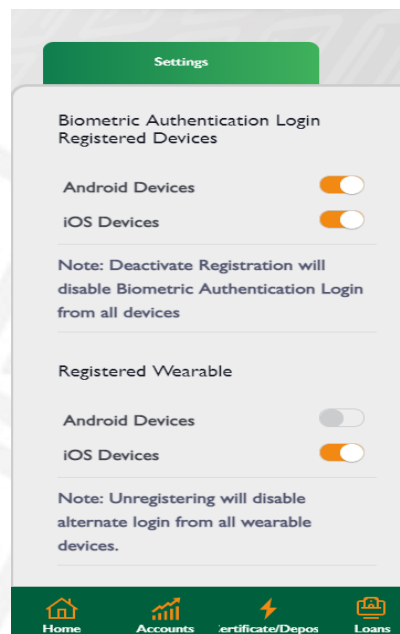 Settings
Biometric Authentication Login
Registered Devices
Android Devices
iOS Devices
Note: Deactivate Registration will
disable Biometric Authentication Login
from all devices
Registered Wearable
Android Devices
iOS Devices
Note: Unregistering will disable
alternate login from all wearable
devices.
Home Accounts ertificate/Depos Loans